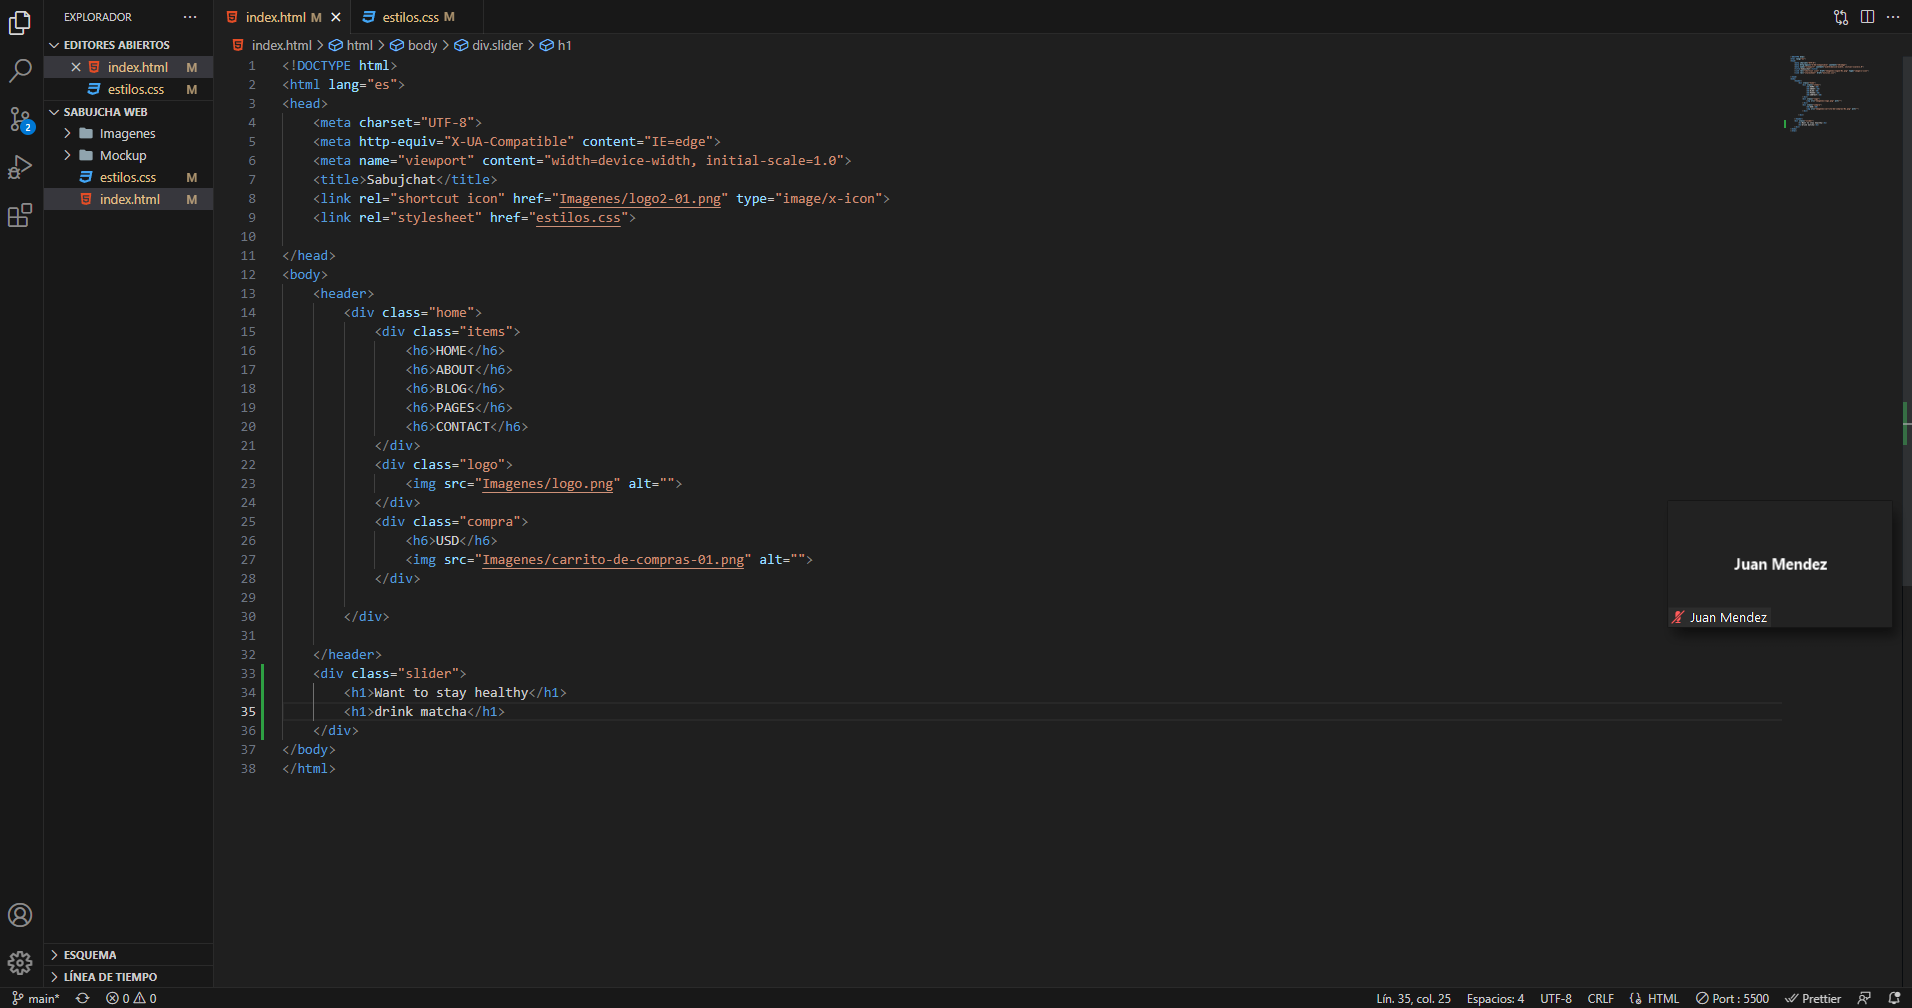 EXPLORADOR ···
EDITORES ABIERTOS
index.html M
estilos.css M
SABUJCHA WEB
Imagenes
Mockup
estilos.css M
index.html M
2
ESQUEMA
LÍNEA DE TIEMPO
index.html M
estilos.css M
index.html > html > body > div.slider > h1
1 <!DOCTYPE html>
2 <html lang="es">
3 <head>
4 <meta charset="UTF-8">
5 <meta http-equiv="X-UA-Compatible" content="IE=edge">
6 <meta name="viewport" content="width=device-width, initial-scale=1.0">
7 <title>Sabujchat</title>
8 <link rel="shortcut icon" href="Imagenes/logo2-01.png" type="image/x-icon">
9 <link rel="stylesheet" href="estilos.css">
10
11 </head>
12 <body>
13 <header>
14 <div class="home">
15 <div class="items">
16 <h6>HOME</h6>
17 <h6>ABOUT</h6>
18 <h6>BLOG</h6>
19 <h6>PAGES</h6>
20 <h6>CONTACT</h6>
21 </div>
22 <div class="logo">
23 <img src="Imagenes/logo.png" alt="">
24 </div>
25 <div class="compra">
26 <h6>USD</h6>
27 <img src="Imagenes/carrito-de-compras-01.png" alt="">
28 </div>
29
30 </div>
31
32 </header>
33 <div class="slider">
34 <h1>Want to stay healthy</h1>
35 <h1>drink matcha</h1>
36 </div>
37 </body>
38 </html>
Juan Mendez
Juan Mendez
main* 0 0 Lín. 35, col. 25 Espacios: 4 UTF-8 CRLF HTML Port : 5500 Prettier